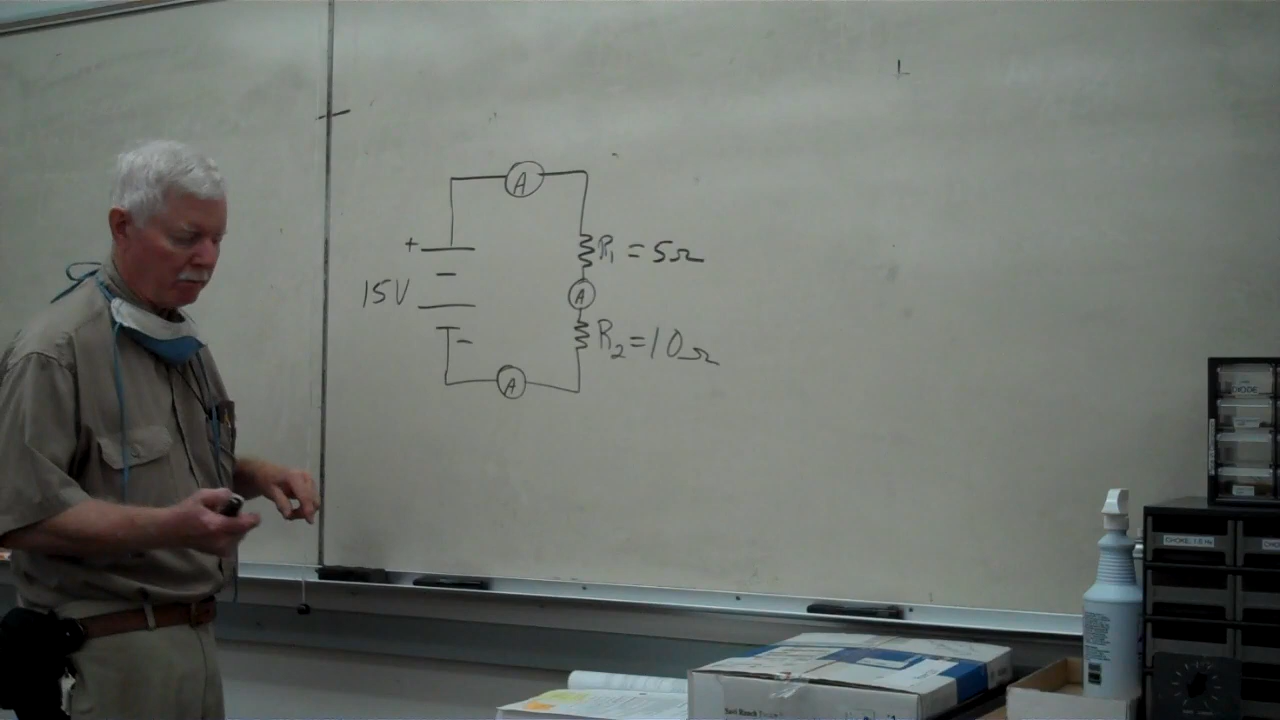 A
+
R₁ = 5Ω
15V
A
R₂ = 10Ω
-
A
DIODE